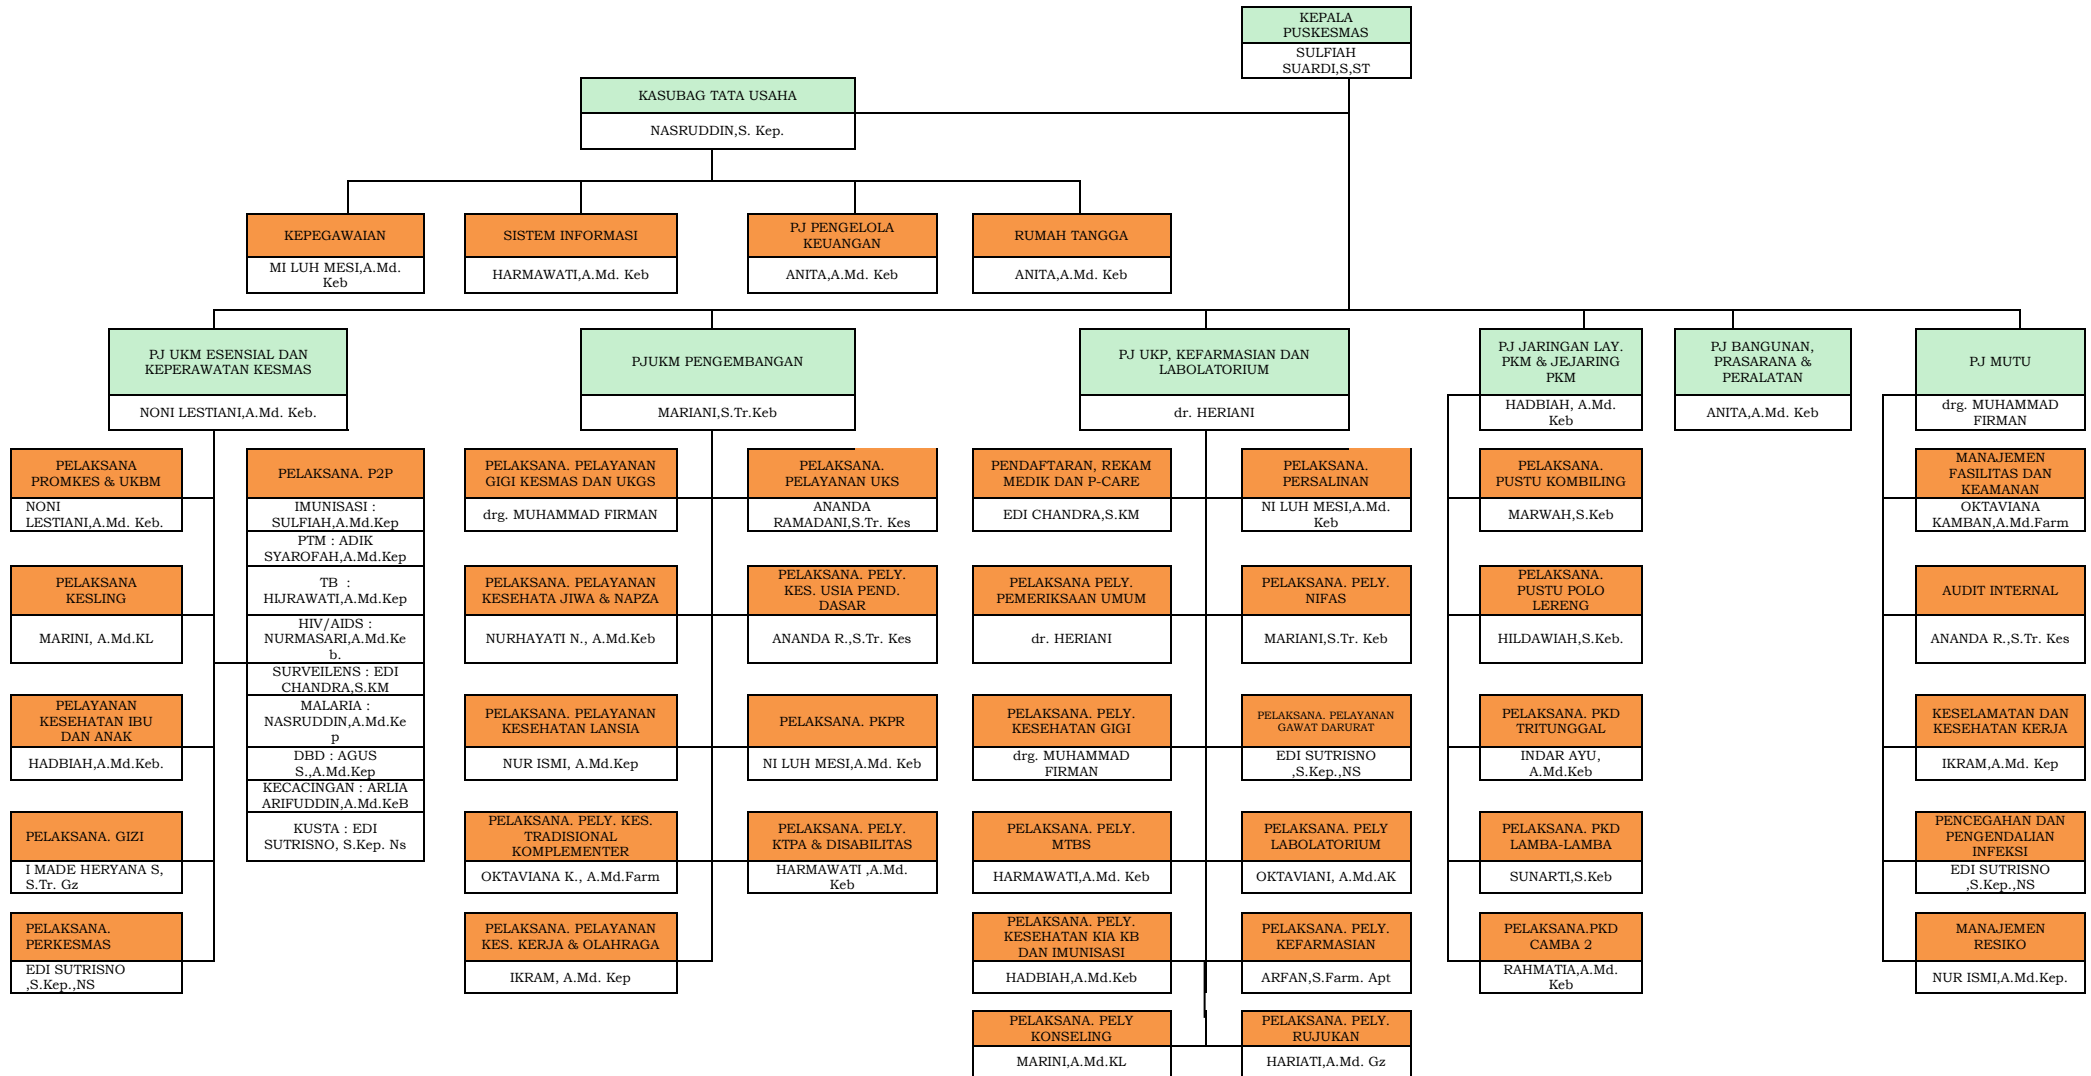 KEPALA
PUSKESMAS
SULFIAH
SUARDI,S,ST
KASUBAG TATA USAHA
NASRUDDIN,S. Kep.
KEPEGAWAIAN
MI LUH MESI,A.Md.
Keb
SISTEM INFORMASI
HARMAWATI,A.Md. Keb
PJ PENGELOLA
KEUANGAN
ANITA,A.Md. Keb
RUMAH TANGGA
ANITA,A.Md. Keb
PJ UKM ESENSIAL DAN
KEPERAWATAN KESMAS
NONI LESTIANI,A.Md. Keb.
PELAKSANA
PROMKES & UKBM
NONI
LESTIANI,A.Md. Keb.
PELAKSANA
KESLING
MARINI, A.Md.KL
PELAYANAN
KESEHATAN IBU
DAN ANAK
HADBIAH,A.Md.Keb.
PELAKSANA. GIZI
I MADE HERYANA S,
S.Tr. Gz
PELAKSANA.
PERKESMAS
EDI SUTRISNO
,S.Kep.,NS
PELAKSANA. P2P
IMUNISASI :
SULFIAH,A.Md.Kep
PTM : ADIK
SYAROFAH,A.Md.Kep
TB  :
HIJRAWATI,A.Md.Kep
HIV/AIDS :
NURMASARI,A.Md.Ke
b.
SURVEILENS : EDI
CHANDRA,S.KM
MALARIA :
NASRUDDIN,A.Md.Ke
p
DBD : AGUS
S.,A.Md.Kep
KECACINGAN : ARLIA
ARIFUDDIN,A.Md.KeB
KUSTA : EDI
SUTRISNO, S.Kep. Ns
PJUKM PENGEMBANGAN
MARIANI,S.Tr.Keb
PELAKSANA. PELAYANAN
GIGI KESMAS DAN UKGS
drg. MUHAMMAD FIRMAN
PELAKSANA. PELAYANAN
KESEHATA JIWA & NAPZA
NURHAYATI N., A.Md.Keb
PELAKSANA. PELAYANAN
KESEHATAN LANSIA
NUR ISMI, A.Md.Kep
PELAKSANA. PELY. KES.
TRADISIONAL
KOMPLEMENTER
OKTAVIANA K., A.Md.Farm
PELAKSANA. PELAYANAN
KES. KERJA & OLAHRAGA
IKRAM, A.Md. Kep
PELAKSANA.
PELAYANAN UKS
ANANDA
RAMADANI,S.Tr. Kes
PELAKSANA. PELY.
KES. USIA PEND.
DASAR
ANANDA R.,S.Tr. Kes
PELAKSANA. PKPR
NI LUH MESI,A.Md. Keb
PELAKSANA. PELY.
KTPA & DISABILITAS
HARMAWATI ,A.Md.
Keb
PJ UKP, KEFARMASIAN DAN
LABOLATORIUM
dr. HERIANI
PENDAFTARAN, REKAM
MEDIK DAN P-CARE
EDI CHANDRA,S.KM
PELAKSANA PELY.
PEMERIKSAAN UMUM
dr. HERIANI
PELAKSANA. PELY.
KESEHATAN GIGI
drg. MUHAMMAD
FIRMAN
PELAKSANA. PELY.
MTBS
HARMAWATI,A.Md. Keb
PELAKSANA. PELY.
KESEHATAN KIA KB
DAN IMUNISASI
HADBIAH,A.Md.Keb
PELAKSANA. PELY
KONSELING
MARINI,A.Md.KL
PELAKSANA.
PERSALINAN
NI LUH MESI,A.Md.
Keb
PELAKSANA. PELY.
NIFAS
MARIANI,S.Tr. Keb
PELAKSANA. PELAYANAN
GAWAT DARURAT
EDI SUTRISNO
,S.Kep.,NS
PELAKSANA. PELY
LABOLATORIUM
OKTAVIANI, A.Md.AK
PELAKSANA. PELY.
KEFARMASIAN
ARFAN,S.Farm. Apt
PELAKSANA. PELY.
RUJUKAN
HARIATI,A.Md. Gz
PJ JARINGAN LAY.
PKM & JEJARING
PKM
HADBIAH, A.Md.
Keb
PELAKSANA.
PUSTU KOMBILING
MARWAH,S.Keb
PELAKSANA.
PUSTU POLO
LERENG
HILDAWIAH,S.Keb.
PELAKSANA. PKD
TRITUNGGAL
INDAR AYU,
A.Md.Keb
PELAKSANA. PKD
LAMBA-LAMBA
SUNARTI,S.Keb
PELAKSANA.PKD
CAMBA 2
RAHMATIA,A.Md.
Keb
PJ BANGUNAN,
PRASARANA &
PERALATAN
ANITA,A.Md. Keb
PJ MUTU
drg. MUHAMMAD
FIRMAN
MANAJEMEN
FASILITAS DAN
KEAMANAN
OKTAVIANA
KAMBAN,A.Md.Farm
AUDIT INTERNAL
ANANDA R.,S.Tr. Kes
KESELAMATAN DAN
KESEHATAN KERJA
IKRAM,A.Md. Kep
PENCEGAHAN DAN
PENGENDALIAN
INFEKSI
EDI SUTRISNO
,S.Kep.,NS
MANAJEMEN
RESIKO
NUR ISMI,A.Md.Kep.